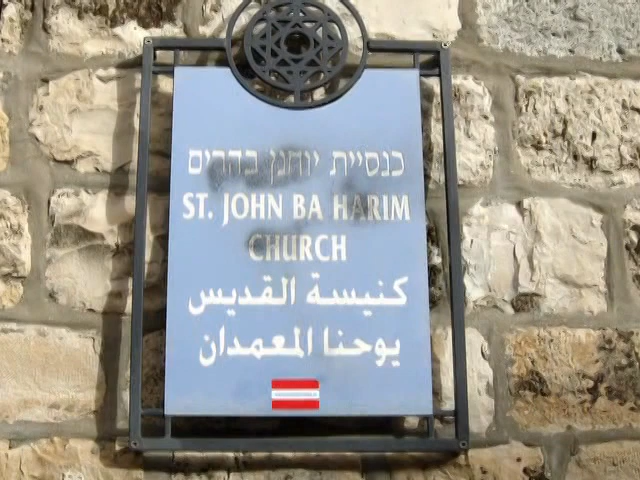 כנסיית יוחנן בהרים
ST. JOHN BA HARIM
CHURCH
كنيسة القديس
يوحنا المعمدان